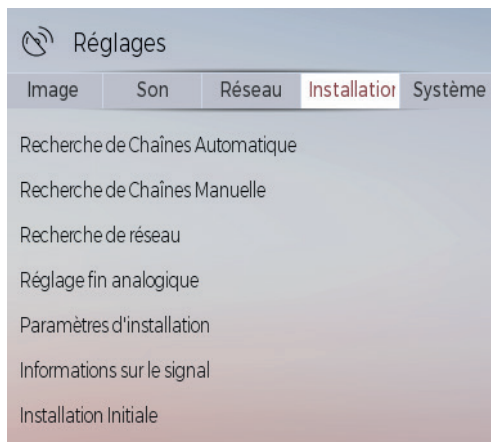 Réglages
Image Son Réseau Installation Système
Recherche de Chaînes Automatique
Recherche de Chaînes Manuelle
Recherche de réseau
Réglage fin analogique
Paramètres d'installation
Informations sur le signal
Installation Initiale